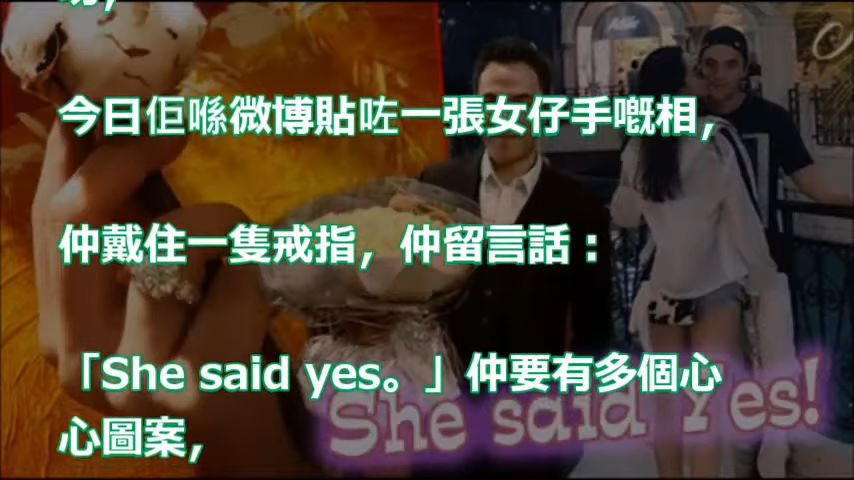 今日佢喺微博貼咗一張女仔手嘅相，
仲戴住一隻戒指，仲留言話：
「She said yes。」仲要有多個心
心圖案，
She said Yes!